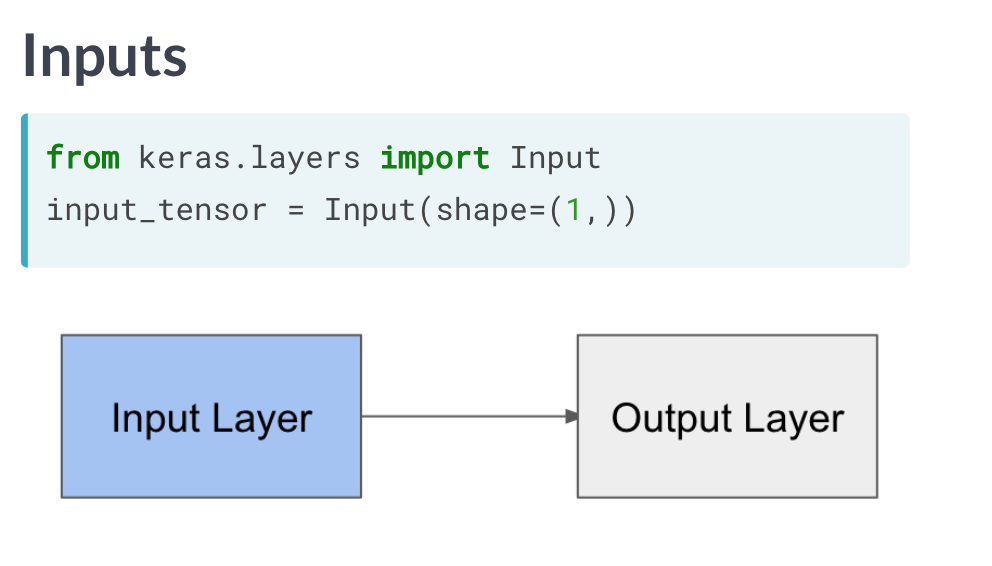 Inputs
from keras.layers import Input
input_tensor = Input(shape=(1,))
Input Layer
Output Layer